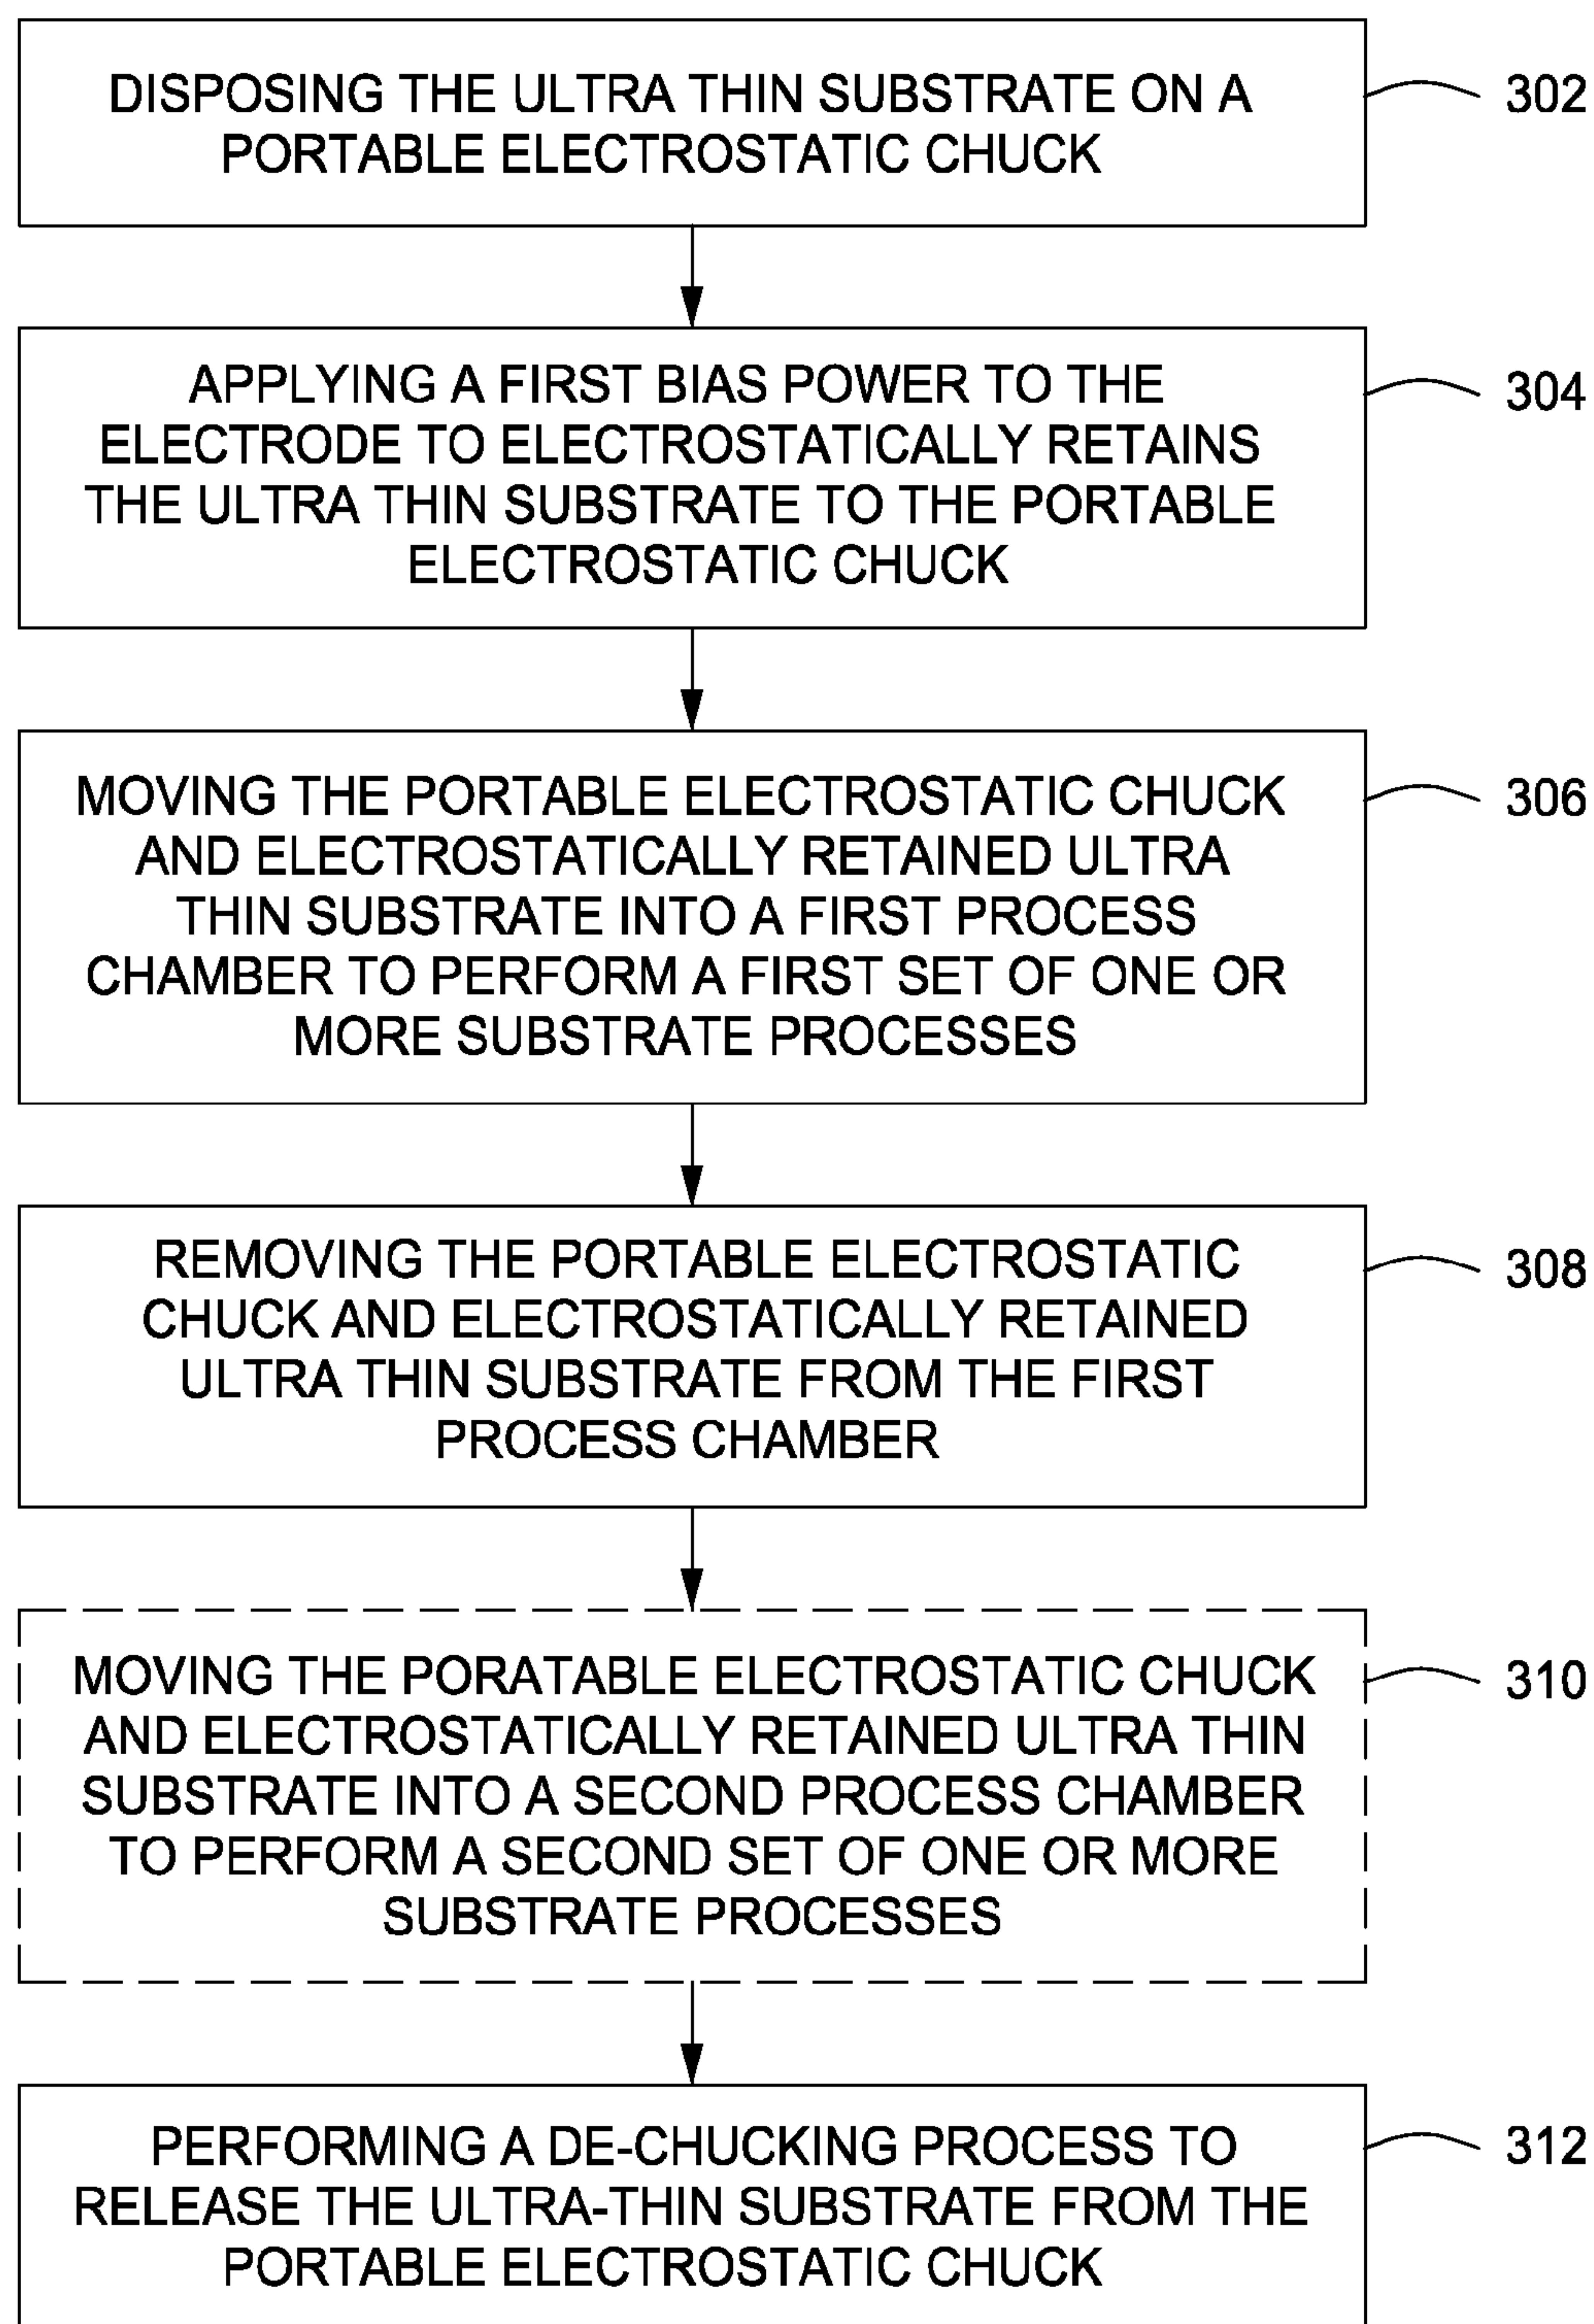 DISPOSING THE ULTRA THIN SUBSTRATE ON A
PORTABLE ELECTROSTATIC CHUCK
302
APPLYING A FIRST BIAS POWER TO THE
ELECTRODE TO ELECTROSTATICALLY RETAINS
THE ULTRA THIN SUBSTRATE TO THE PORTABLE
ELECTROSTATIC CHUCK
304
MOVING THE PORTABLE ELECTROSTATIC CHUCK
AND ELECTROSTATICALLY RETAINED ULTRA
THIN SUBSTRATE INTO A FIRST PROCESS
CHAMBER TO PERFORM A FIRST SET OF ONE OR
MORE SUBSTRATE PROCESSES
306
REMOVING THE PORTABLE ELECTROSTATIC
CHUCK AND ELECTROSTATICALLY RETAINED
ULTRA THIN SUBSTRATE FROM THE FIRST
PROCESS CHAMBER
308
MOVING THE PORATABLE ELECTROSTATIC CHUCK
AND ELECTROSTATICALLY RETAINED ULTRA THIN
SUBSTRATE INTO A SECOND PROCESS CHAMBER
TO PERFORM A SECOND SET OF ONE OR MORE
SUBSTRATE PROCESSES
310
PERFORMING A DE-CHUCKING PROCESS TO
RELEASE THE ULTRA-THIN SUBSTRATE FROM THE
PORTABLE ELECTROSTATIC CHUCK
312